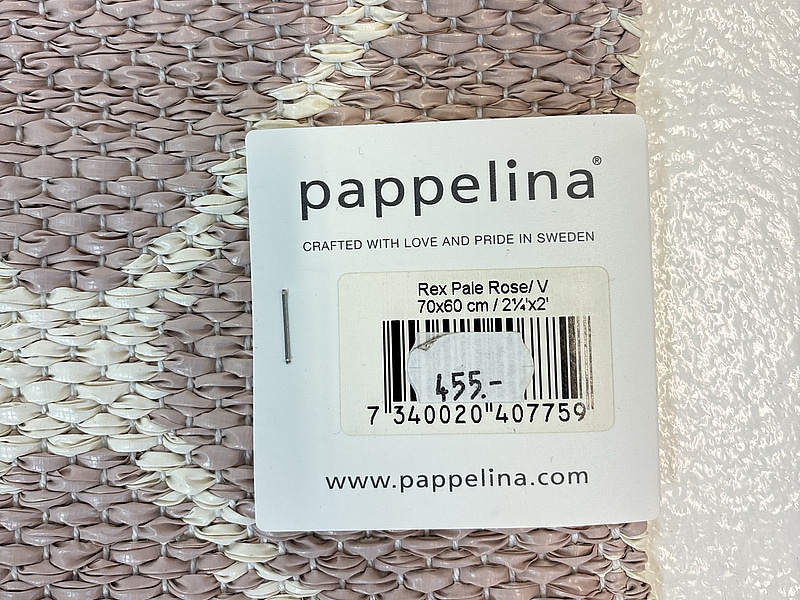 pappelina®
CRAFTED WITH LOVE AND PRIDE IN SWEDEN
Rex Pale Rose/ V
70x60 cm / 2¼'x2'
455.-
7 340020"407759
www.pappelina.com